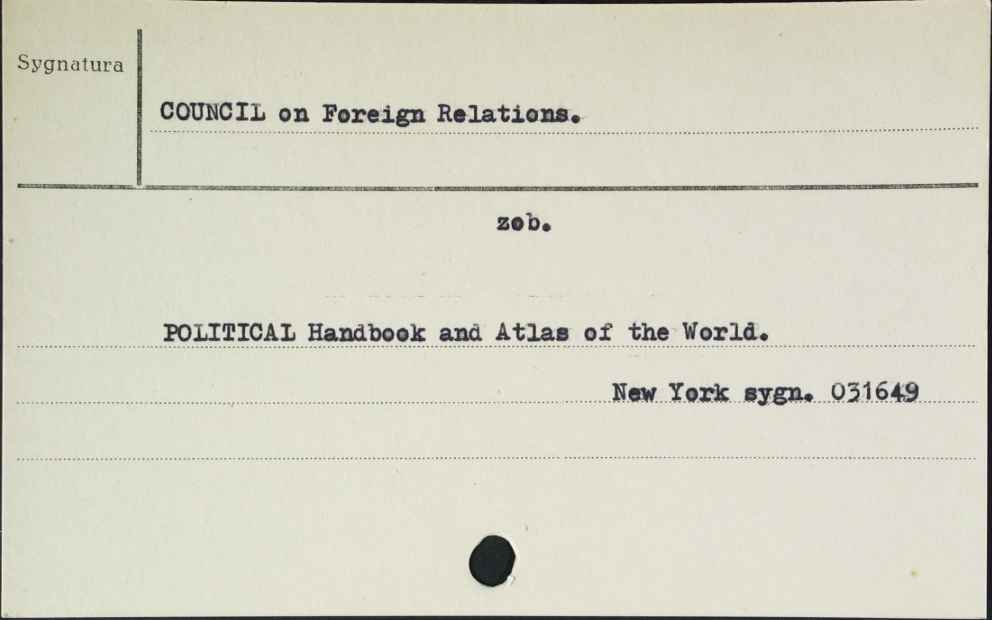 Sygnatura
COUNCIL on Foreign Relations.
zob.
POLITICAL Handbook and Atlas of the World.
New York sygn. 031649